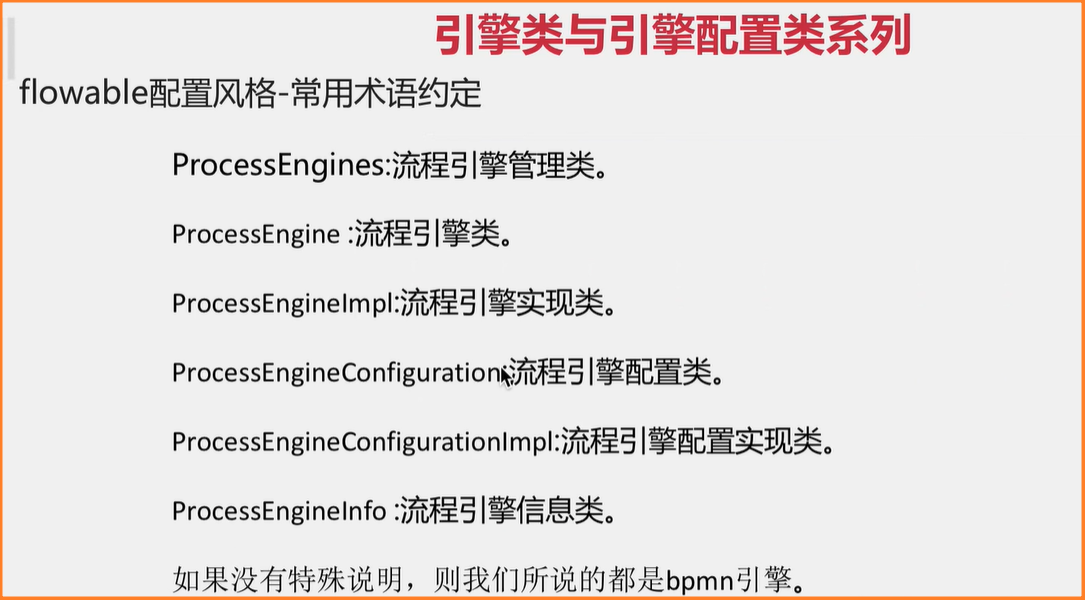 引擎类与引擎配置类系列
flowable配置风格-常用术语约定
ProcessEngines:流程引擎管理类。
ProcessEngine :流程引擎类。
ProcessEngineImpl:流程引擎实现类。
ProcessEngineConfiguration:流程引擎配置类。
ProcessEngineConfigurationImpl:流程引擎配置实现类。
ProcessEngineInfo :流程引擎信息类。
如果没有特殊说明，则我们所说的都是bpmn引擎。